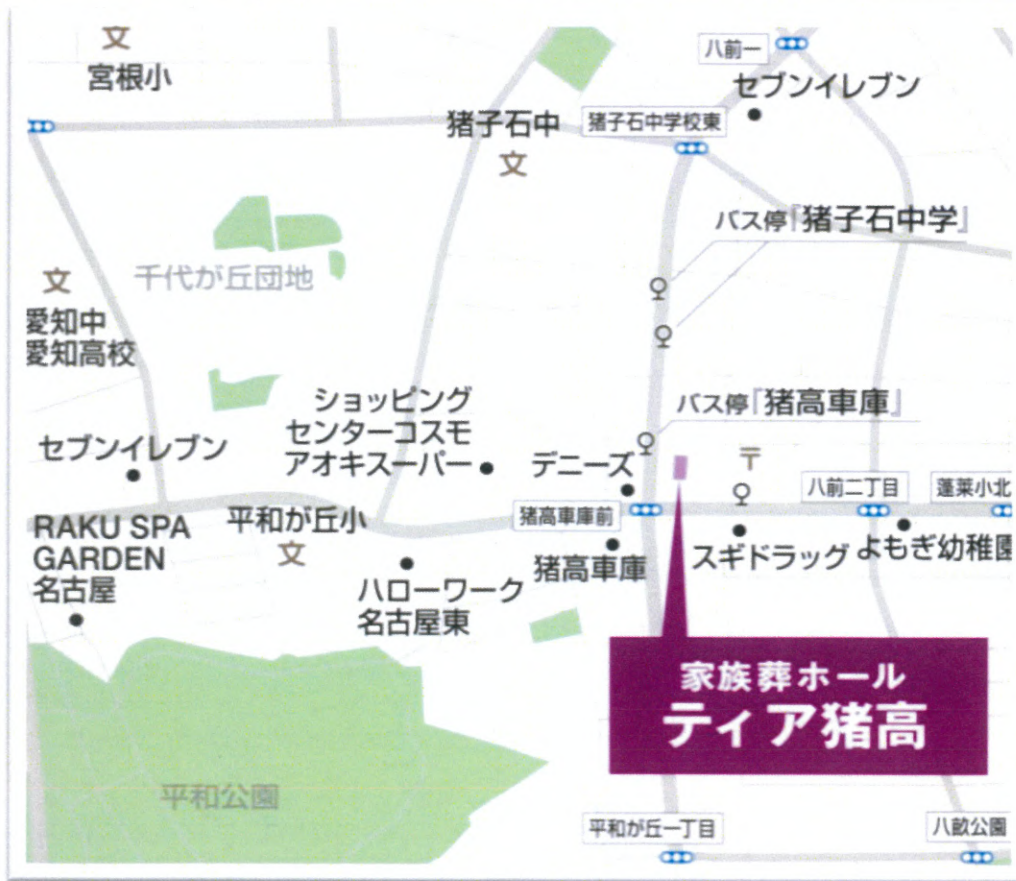 八前一
宮根小
セブンイレブン
猪子石中
猪子石中学校東
バス停『猪子石中学』
千代が丘団地
愛知中
愛知高校
ショッピング
センターコスモ
アオキスーパー
バス停『猪高車庫』
セブンイレブン
デニーズ
八前二丁目
蓬莱小北
猪高車庫前
平和が丘小
RAKU SPA
GARDEN
名古屋
猪高車庫
スギドラッグ
よもぎ幼稚園
ハローワーク
名古屋東
家族葬ホール
ティア猪高
平和公園
平和が丘一丁目
八畝公園